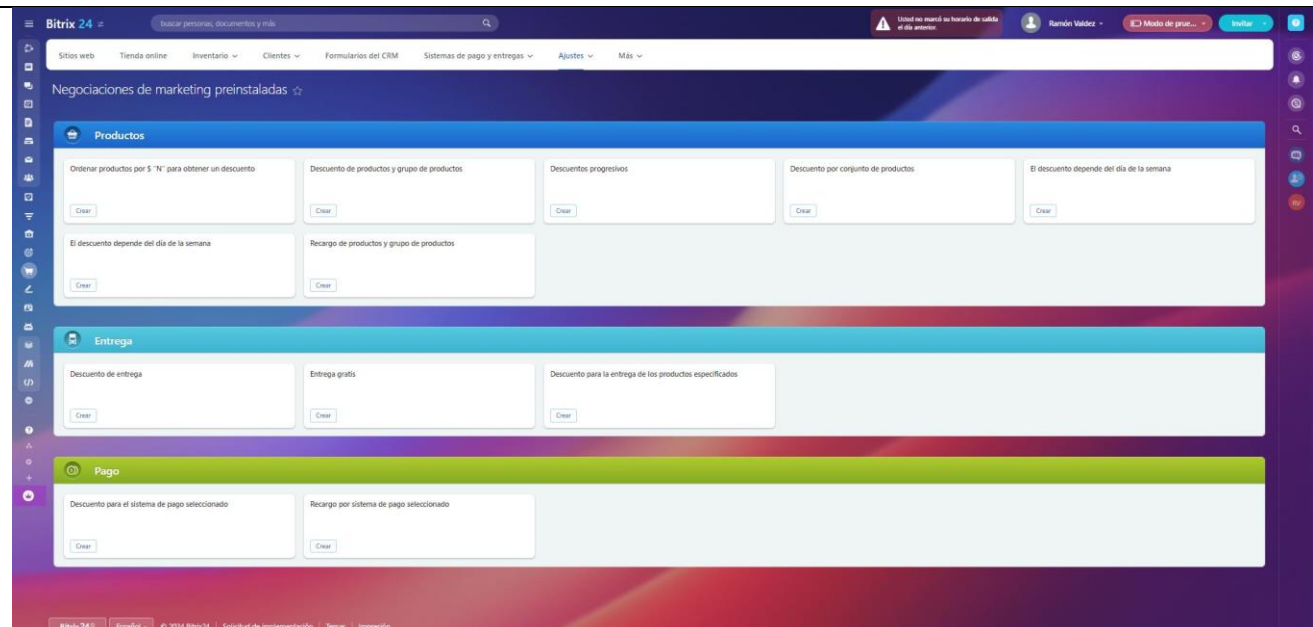 Bitrix 24
buscar personas, documentos y más
Usted no marcó su horario de salida
el día anterior.
Ramón Valdez
Modo de prue...
Invitar
Sitios web Tienda online Inventario Clientes Formularios del CRM Sistemas de pago y entregas Ajustes Más
Negociaciones de marketing preinstaladas
Productos
Ordenar productos por $ "N" para obtener un descuento
Crear
Descuento de productos y grupo de productos
Crear
Descuentos progresivos
Crear
Descuento por conjunto de productos
Crear
El descuento depende del día de la semana
Crear
El descuento depende del día de la semana
Crear
Recargo de productos y grupo de productos
Crear
Entrega
Descuento de entrega
Crear
Entrega gratis
Crear
Descuento para la entrega de los productos especificados
Crear
Pago
Descuento para el sistema de pago seleccionado
Crear
Recargo por sistema de pago seleccionado
Crear
RV
Bitrix24 Español © 2024 Bitrix24 Solicitud de implementación Temas Impresión